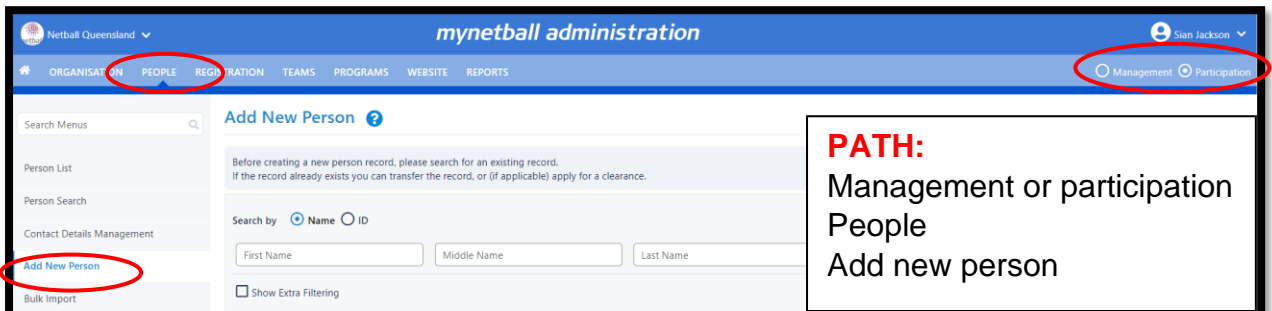 Netball Queensland
mynetball administration
Sian Jackson
ORGANISATION PEOPLE REGISTRATION TEAMS PROGRAMS WEBSITE REPORTS
Management Participation
Search Menus
Person List
Person Search
Contact Details Management
Add New Person
Bulk Import
Add New Person ?
Before creating a new person record, please search for an existing record.
If the record already exists you can transfer the record, or (if applicable) apply for a clearance.
Search by Name ID
First Name Middle Name Last Name
Show Extra Filtering
PATH:
Management or participation
People
Add new person